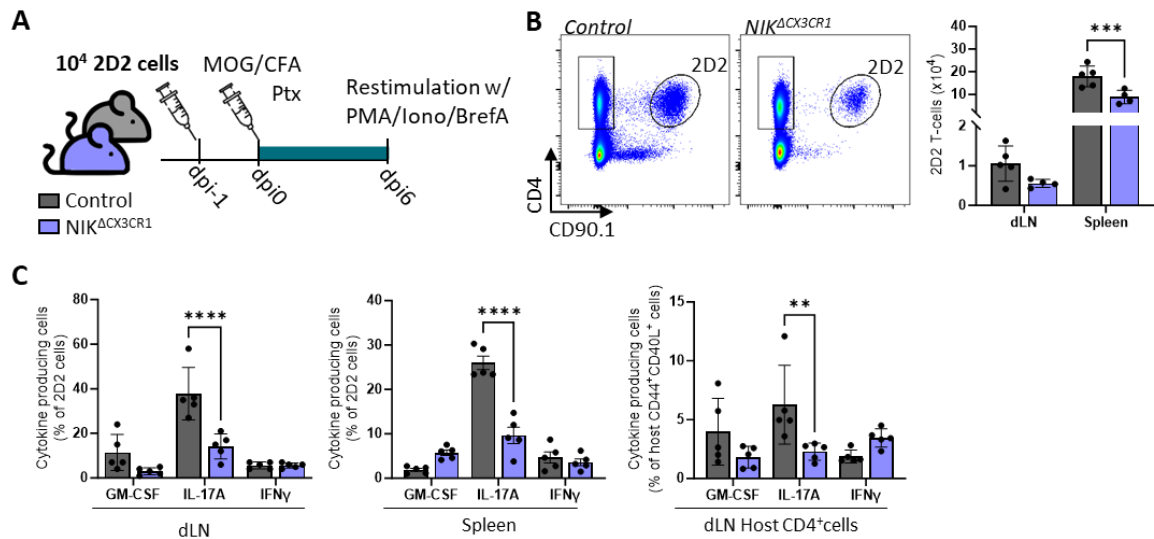 A
10⁴ 2D2 cells
MOG/CFA
Ptx
Restimulation w/
PMA/Iono/BrefA
dpi-1
dpi0
dpi6
Control
NIK^ΔCX3CR1
B
Control
NIK^ΔCX3CR1
2D2
2D2
CD4
CD90.1
2D2 T-cells (x10⁴)
40
30
20
10
2
1
0
***
dLN
Spleen
C
Cytokine producing cells
(% of 2D2 cells)
80
60
40
20
0
****
GM-CSF
IL-17A
IFNγ
dLN
Cytokine producing cells
(% of 2D2 cells)
40
30
20
10
0
****
GM-CSF
IL-17A
IFNγ
Spleen
Cytokine producing cells
(% of host CD44⁺CD40L⁺ cells)
15
10
5
0
**
GM-CSF
IL-17A
IFNγ
dLN Host CD4⁺cells